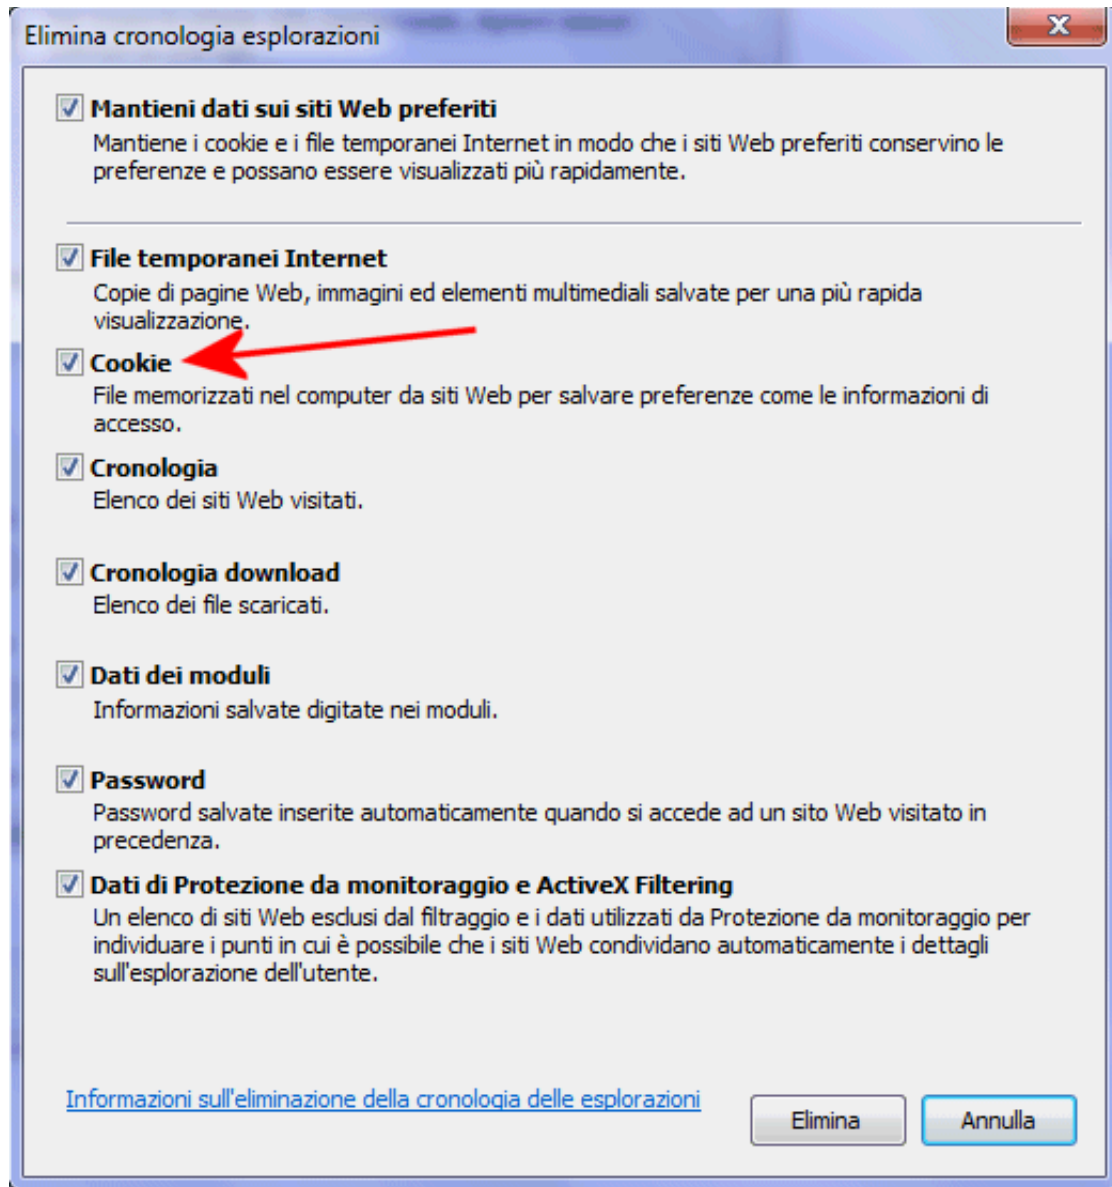 Elimina cronologia esplorazioni
Mantieni dati sui siti Web preferiti
Mantiene i cookie e i file temporanei Internet in modo che i siti Web preferiti conservino le
preferenze e possano essere visualizzati più rapidamente.
File temporanei Internet
Copie di pagine Web, immagini ed elementi multimediali salvate per una più rapida
visualizzazione.
Cookie
File memorizzati nel computer da siti Web per salvare preferenze come le informazioni di
accesso.
Cronologia
Elenco dei siti Web visitati.
Cronologia download
Elenco dei file scaricati.
Dati dei moduli
Informazioni salvate digitate nei moduli.
Password
Password salvate inserite automaticamente quando si accede ad un sito Web visitato in
precedenza.
Dati di Protezione da monitoraggio e ActiveX Filtering
Un elenco di siti Web esclusi dal filtraggio e i dati utilizzati da Protezione da monitoraggio per
individuare i punti in cui è possibile che i siti Web condividano automaticamente i dettagli
sull'esplorazione dell'utente.
Informazioni sull'eliminazione della cronologia delle esplorazioni
Elimina
Annulla